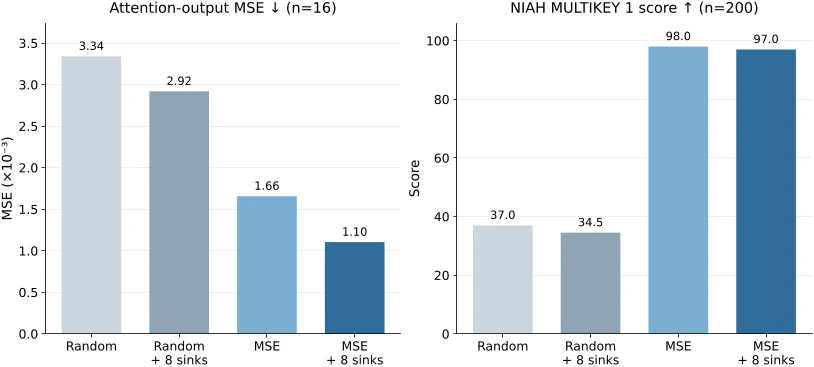 Attention-output MSE ↓ (n=16)
MSE (×10⁻³)
3.5
3.0
2.5
2.0
1.5
1.0
0.5
0.0
3.34
2.92
1.66
1.10
Random
Random
+ 8 sinks
MSE
MSE
+ 8 sinks
NIAH MULTIKEY 1 score ↑ (n=200)
Score
100
80
60
40
20
0
37.0
34.5
98.0
97.0
Random
Random
+ 8 sinks
MSE
MSE
+ 8 sinks